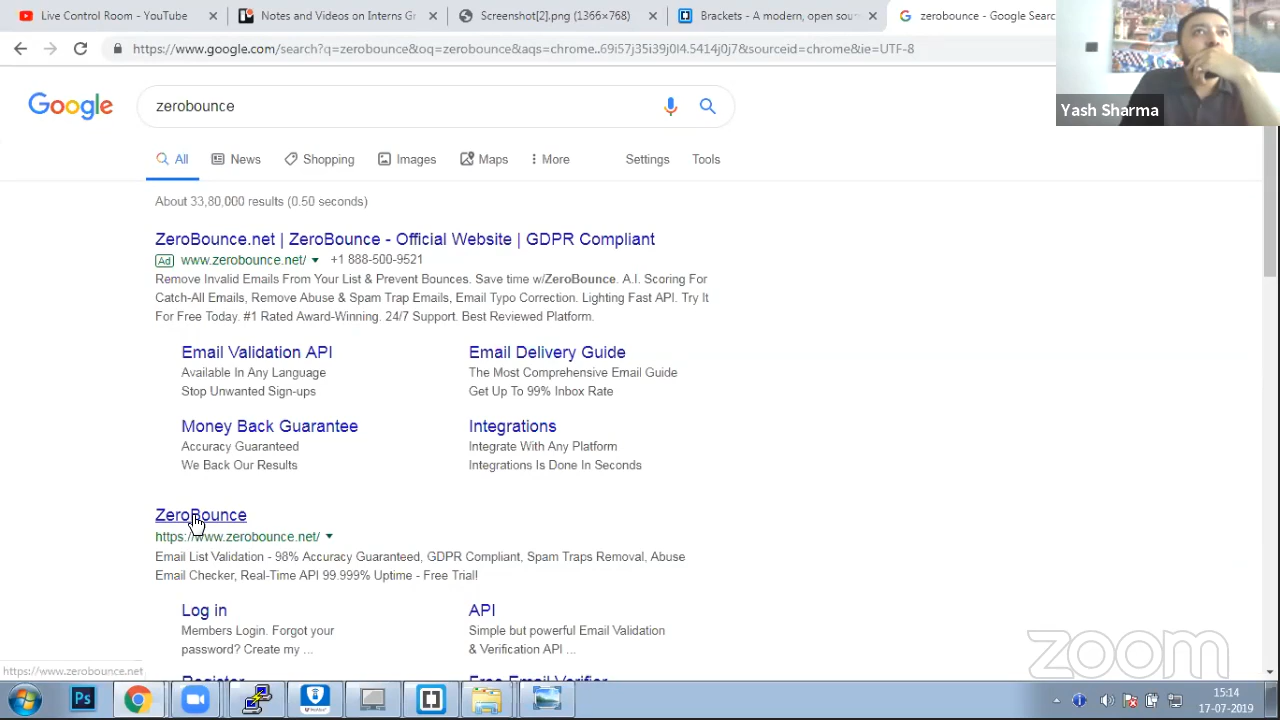 Live Control Room - YouTube
Notes and Videos on Interns Gr
Screenshot[2].png (1366×768)
Brackets - A modern, open sou
zerobounce - Google Searc
https://www.google.com/search?q=zerobounce&oq=zerobounce&aqs=chrome..69i57j35i39j0l4.5414j0j7&sourceid=chrome&ie=UTF-8
Yash Sharma
Google
zerobounce
All
News
Shopping
Images
Maps
More
Settings
Tools
About 33,80,000 results (0.50 seconds)
ZeroBounce.net | ZeroBounce - Official Website | GDPR Compliant
Ad www.zerobounce.net/ +1 888-500-9521
Remove Invalid Emails From Your List & Prevent Bounces. Save time w/ZeroBounce. A.I. Scoring For
Catch-All Emails, Remove Abuse & Spam Trap Emails, Email Typo Correction. Lighting Fast API. Try It
For Free Today. #1 Rated Award-Winning. 24/7 Support. Best Reviewed Platform.
Email Validation API
Available In Any Language
Stop Unwanted Sign-ups
Email Delivery Guide
The Most Comprehensive Email Guide
Get Up To 99% Inbox Rate
Money Back Guarantee
Accuracy Guaranteed
We Back Our Results
Integrations
Integrate With Any Platform
Integrations Is Done In Seconds
ZeroBounce
https://www.zerobounce.net/
Email List Validation - 98% Accuracy Guaranteed, GDPR Compliant, Spam Traps Removal, Abuse
Email Checker, Real-Time API 99.999% Uptime - Free Trial!
Log in
Members Login. Forgot your
password? Create my ...
API
Simple but powerful Email Validation
& Verification API ...
Register
Free Email Verifier
https://www.zerobounce.net
zoom
Ps
15:14
17-07-2019